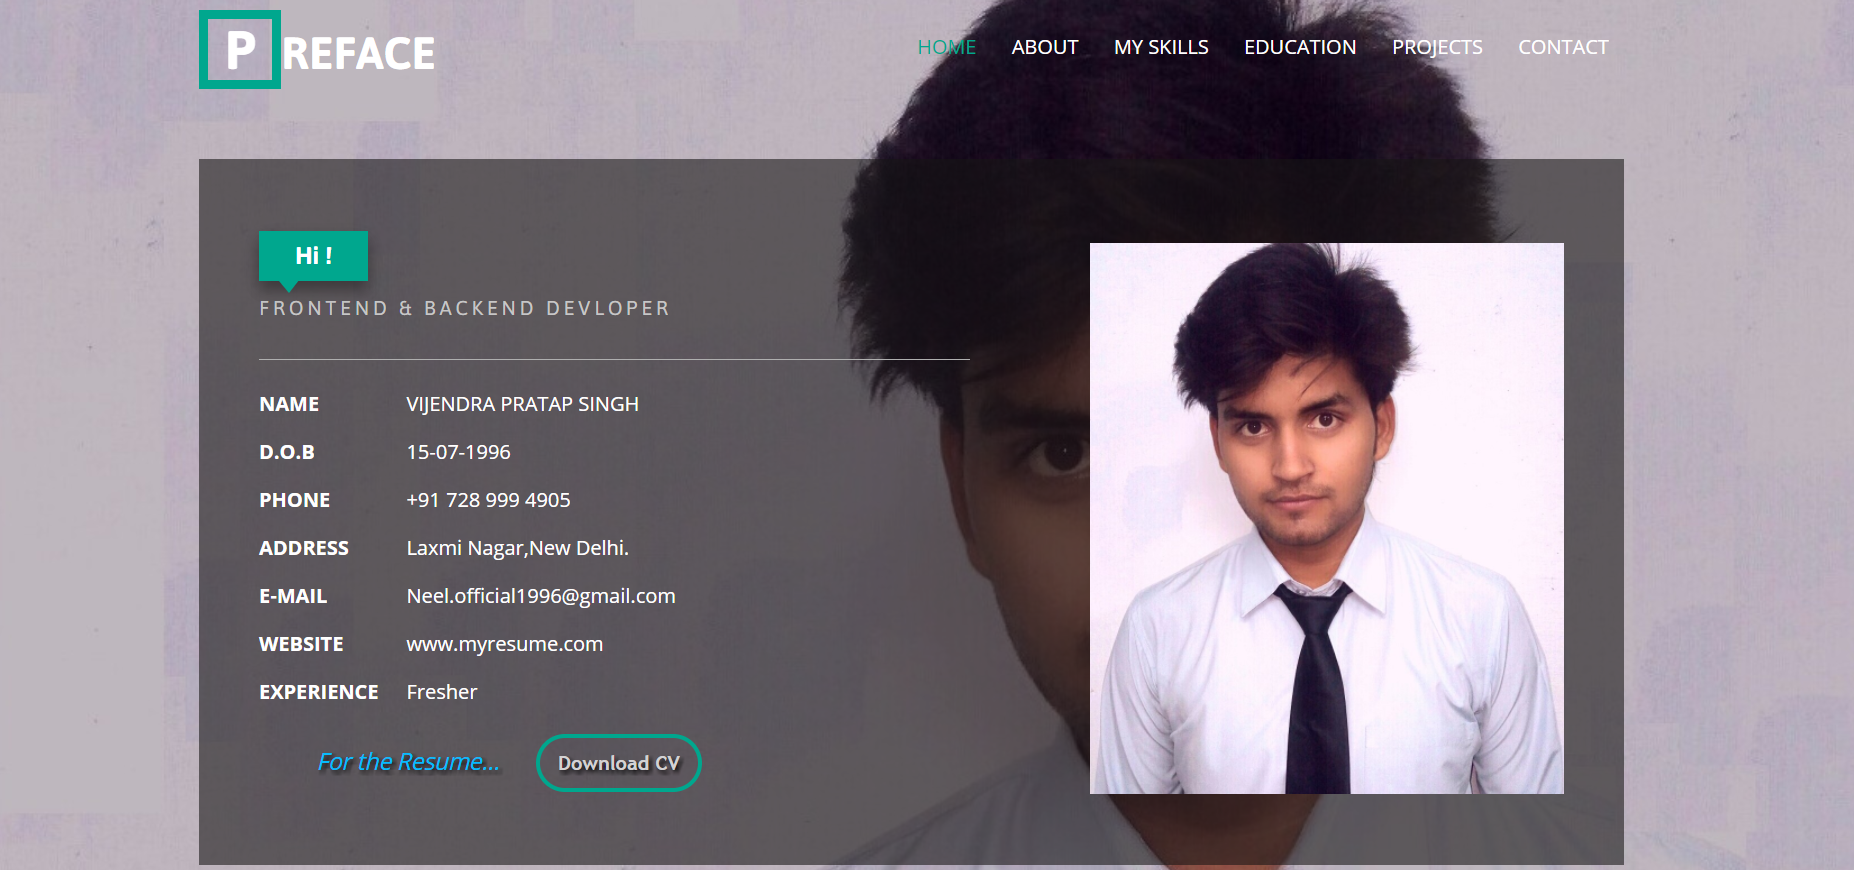 PREFACE
HOME ABOUT MY SKILLS EDUCATION PROJECTS CONTACT
Hi !
FRONTEND & BACKEND DEVLOPER
NAME VIJENDRA PRATAP SINGH
D.O.B 15-07-1996
PHONE +91 728 999 4905
ADDRESS Laxmi Nagar,New Delhi.
E-MAIL Neel.official1996@gmail.com
WEBSITE www.myresume.com
EXPERIENCE Fresher
For the Resume... Download CV